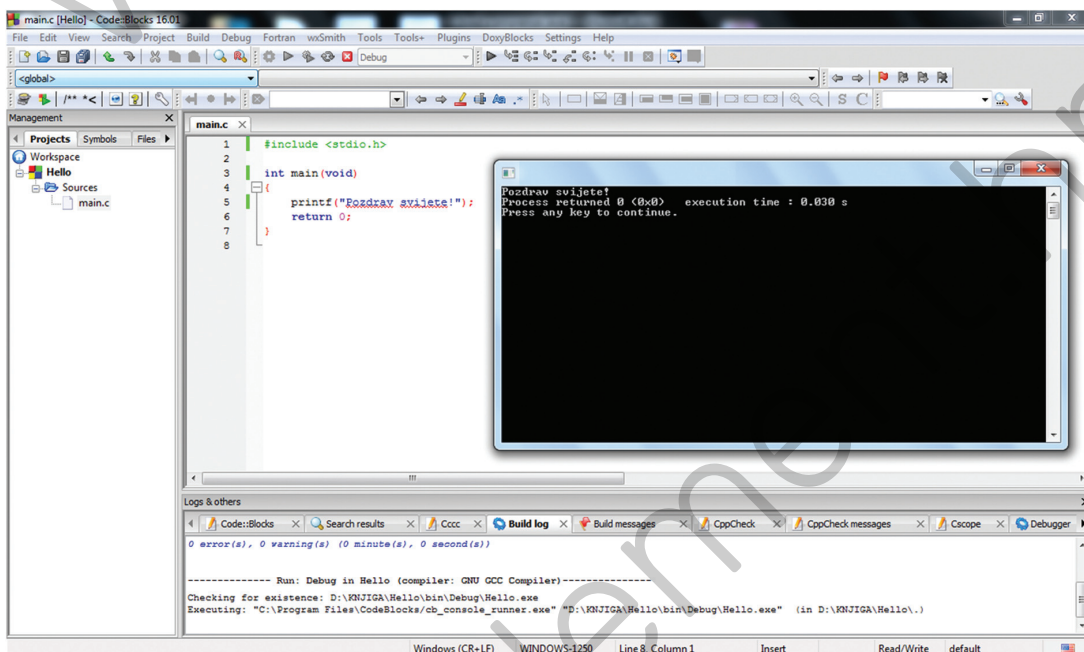 main.c [Hello] - Code::Blocks 16.01
File Edit View Search Project Build Debug Fortran wxSmith Tools Tools+ Plugins DoxyBlocks Settings Help
Debug
<global>
/** *<
S C
Management
Projects Symbols Files
Workspace
Hello
Sources
main.c
main.c
1 #include <stdio.h>
2
3 int main(void)
4 {
5 printf("Pozdrav svijete!");
6 return 0;
7 }
8
Pozdrav svijete!
Process returned 0 (0x0) execution time : 0.030 s
Press any key to continue.
Logs & others
Code::Blocks Search results Cccc Build log Build messages CppCheck CppCheck messages Cscope Debugger
0 error(s), 0 warning(s) (0 minute(s), 0 second(s))
-------------- Run: Debug in Hello (compiler: GNU GCC Compiler)---------------
Checking for existence: D:\KNJIGA\Hello\bin\Debug\Hello.exe
Executing: "C:\Program Files\CodeBlocks/cb_console_runner.exe" "D:\KNJIGA\Hello\bin\Debug\Hello.exe" (in D:\KNJIGA\Hello\.)
Windows (CR+LF) WINDOWS-1250 Line 8, Column 1 Insert Read/Write default